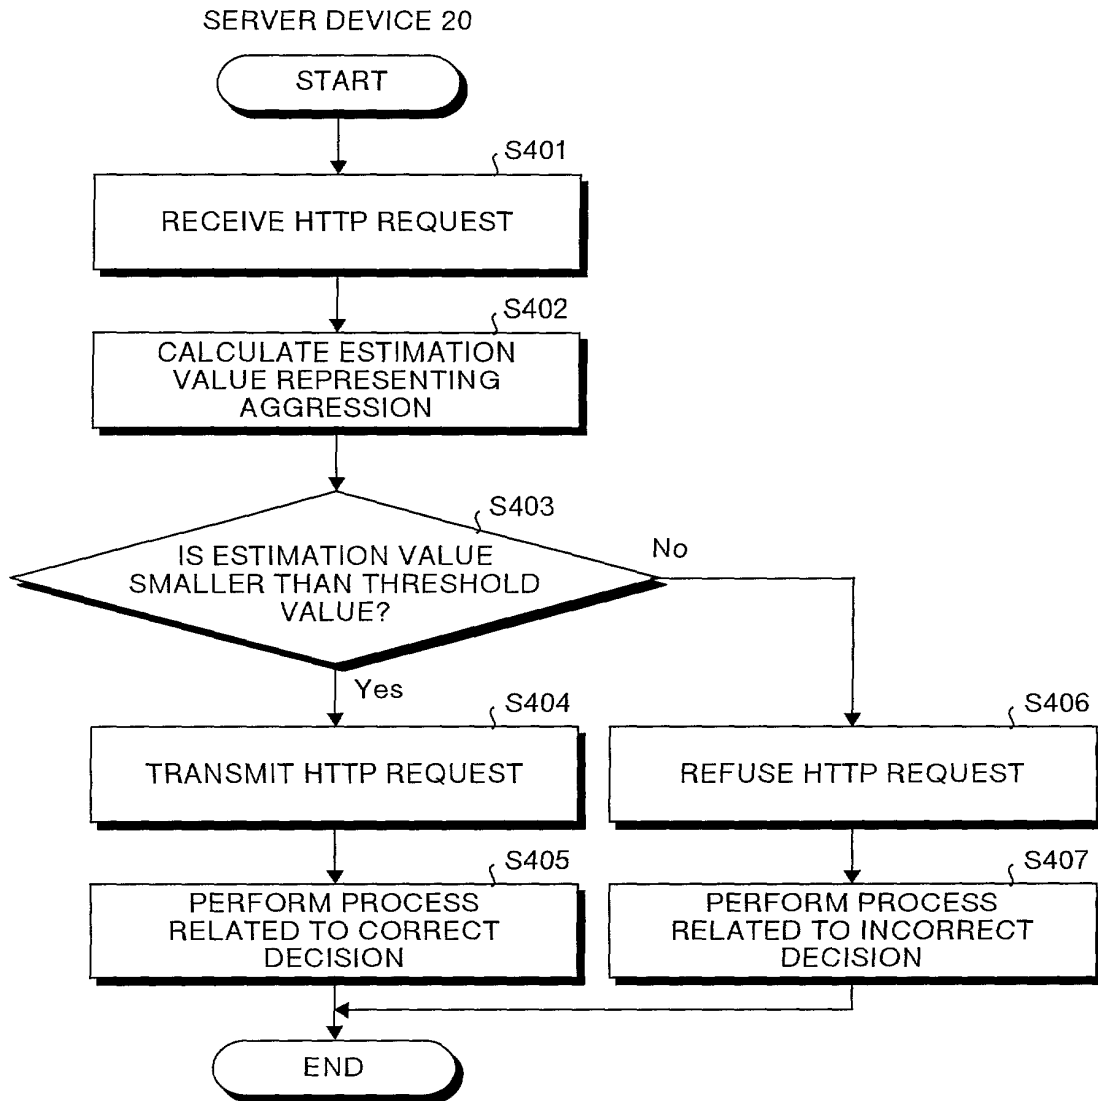 SERVER DEVICE 20
START
S401
RECEIVE HTTP REQUEST
S402
CALCULATE ESTIMATION
VALUE REPRESENTING
AGGRESSION
S403
IS ESTIMATION VALUE
SMALLER THAN THRESHOLD
VALUE?
No
Yes
S404
TRANSMIT HTTP REQUEST
S406
REFUSE HTTP REQUEST
S405
PERFORM PROCESS
RELATED TO CORRECT
DECISION
S407
PERFORM PROCESS
RELATED TO INCORRECT
DECISION
END